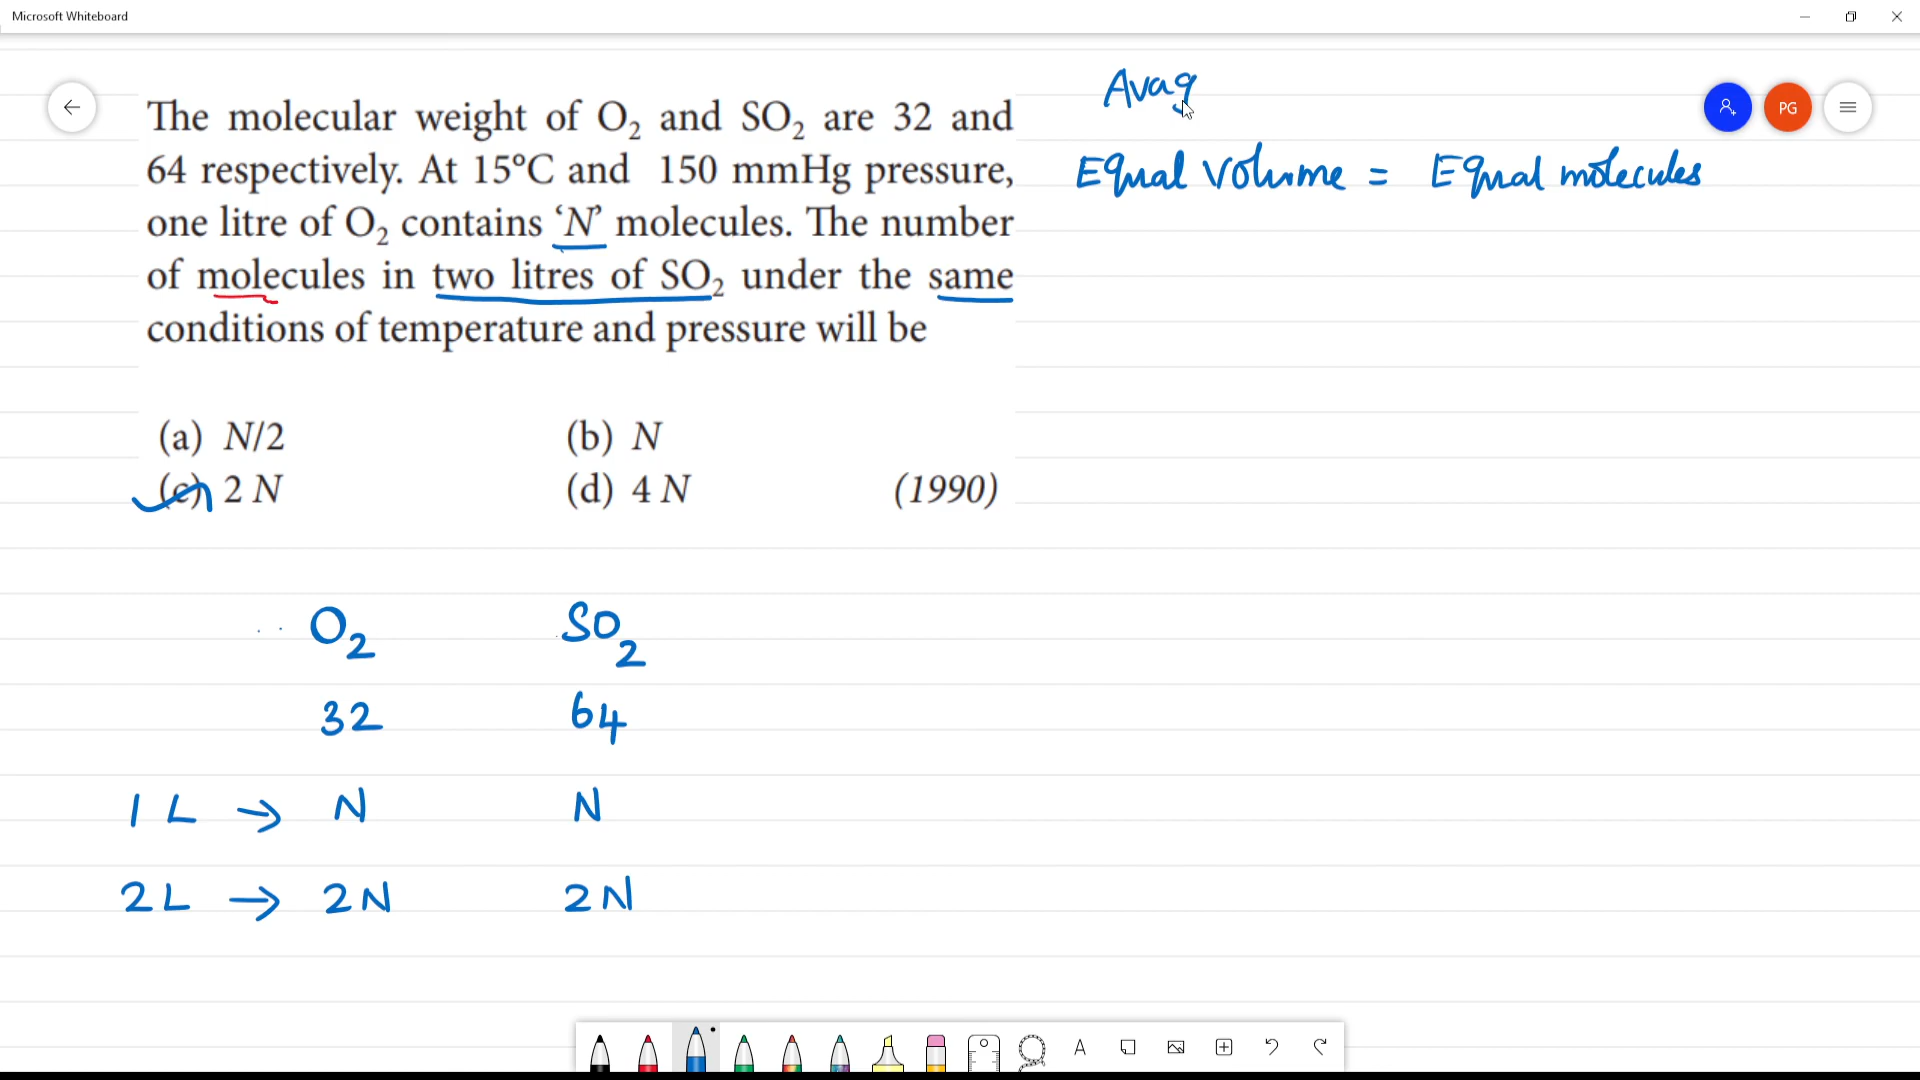 Microsoft Whiteboard
The molecular weight of O₂ and SO₂ are 32 and
64 respectively. At 15°C and 150 mmHg pressure,
one litre of O₂ contains ‘N’ molecules. The number
of molecules in two litres of SO₂ under the same
conditions of temperature and pressure will be
(a) N/2 (b) N
(c) 2 N (d) 4 N (1990)
Avag
Equal volume = Equal molecules
PG
O₂ SO₂
32 64
1 L → N N
2L → 2N 2N
A